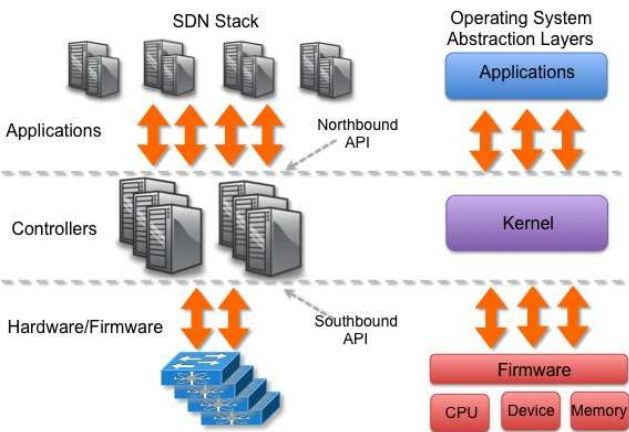 SDN Stack
Operating System
Abstraction Layers
Applications
Applications
Northbound
API
Controllers
Kernel
Hardware/Firmware
Southbound
API
Firmware
CPU
Device
Memory